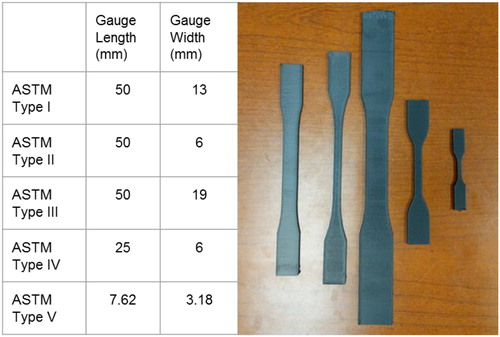 Gauge Length (mm)
Gauge Width (mm)
ASTM Type I 50 13
ASTM Type II 50 6
ASTM Type III 50 19
ASTM Type IV 25 6
ASTM Type V 7.62 3.18